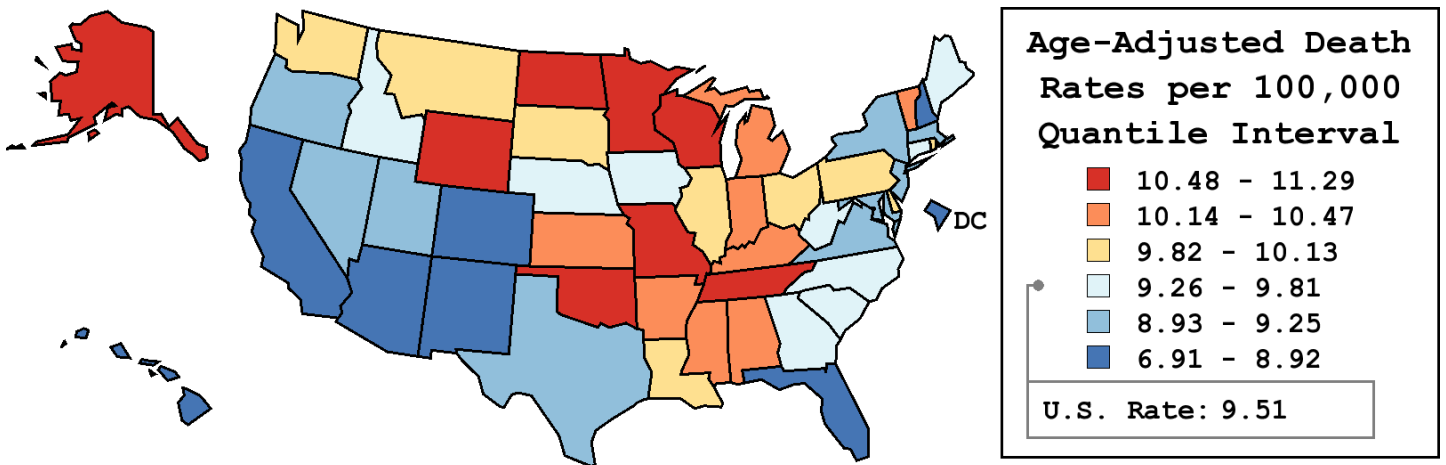 Age-Adjusted Death
Rates per 100,000
Quantile Interval
10.48 - 11.29
10.14 - 10.47
9.82 - 10.13
DC
9.26 - 9.81
8.93 - 9.25
6.91 - 8.92
U.S. Rate: 9.51